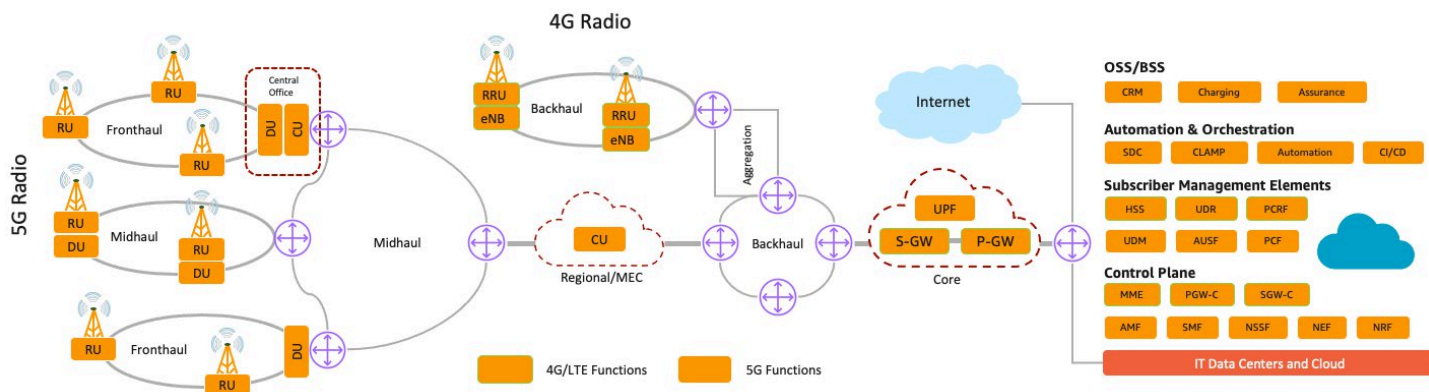 4G Radio
5G Radio
RU
RU
RU
RU
Fronthaul
Central
Office
DU
CU
RU
DU
RU
DU
Midhaul
RU
RU
Fronthaul
DU
Midhaul
RRU
eNB
RRU
eNB
Backhaul
Aggregation
CU
Regional/MEC
Backhaul
Internet
UPF
S-GW
P-GW
Core
4G/LTE Functions
5G Functions
OSS/BSS
CRM
Charging
Assurance
Automation & Orchestration
SDC
CLAMP
Automation
CI/CD
Subscriber Management Elements
HSS
UDR
PCRF
UDM
AUSF
PCF
Control Plane
MME
PGW-C
SGW-C
AMF
SMF
NSSF
NEF
NRF
IT Data Centers and Cloud